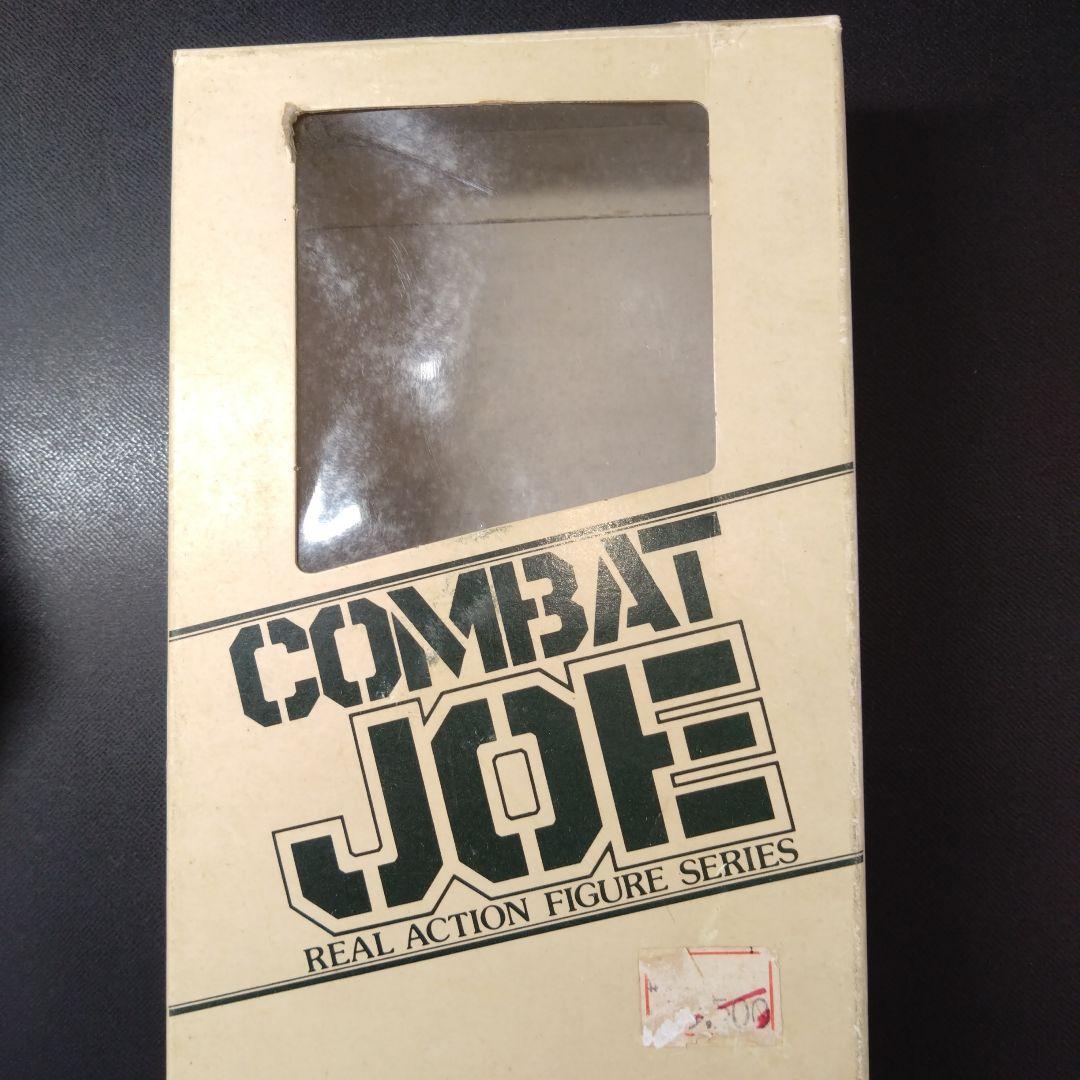 COMBAT
JOE
REAL ACTION FIGURE SERIES